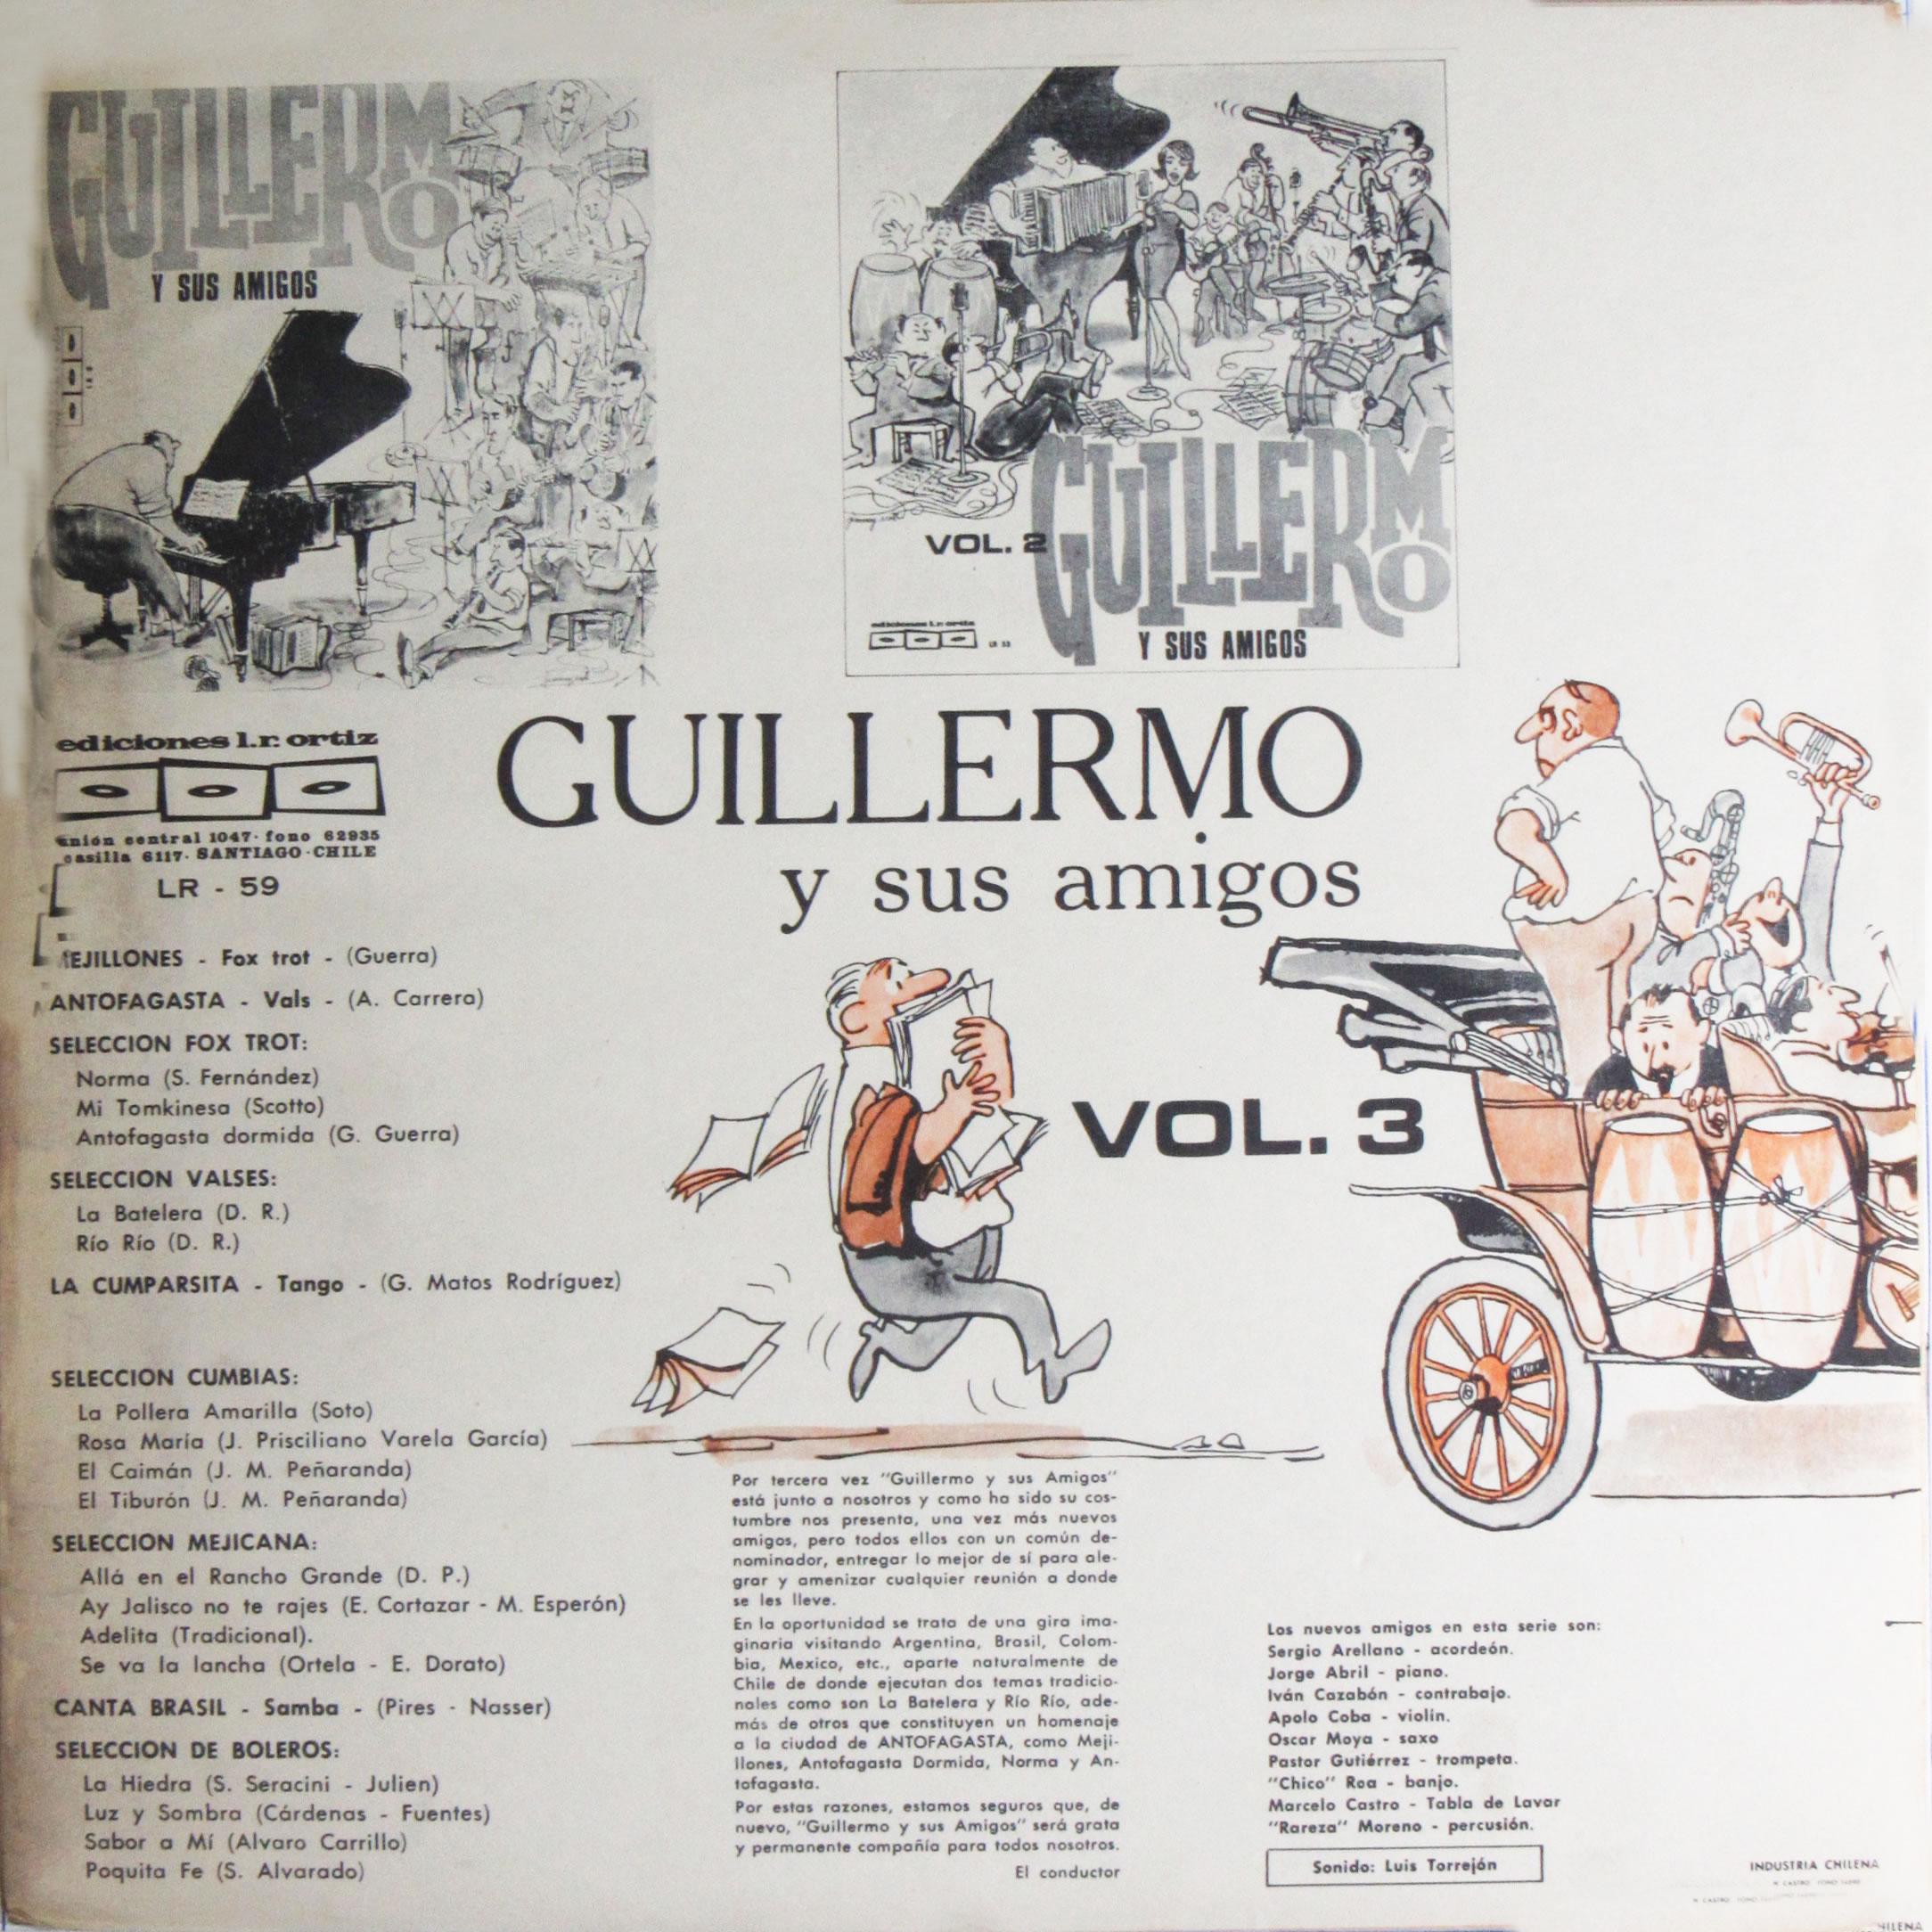 GUILLERMO
Y SUS AMIGOS
VOL. 2
GUILLERMO
ediciones l.r. ortiz
LR 53
Y SUS AMIGOS
ediciones l.r. ortiz
unión central 1047 · fono 62935
casilla 6117 · SANTIAGO · CHILE
LR - 59
GUILLERMO
y sus amigos
VOL. 3
MEJILLONES - Fox trot - (Guerra)
ANTOFAGASTA - Vals - (A. Carrera)
SELECCION FOX TROT:
Norma (S. Fernández)
Mi Tomkinesa (Scotto)
Antofagasta dormida (G. Guerra)
SELECCION VALSES:
La Batelera (D. R.)
Río Río (D. R.)
LA CUMPARSITA - Tango - (G. Matos Rodríguez)
SELECCION CUMBIAS:
La Pollera Amarilla (Soto)
Rosa María (J. Prisciliano Varela García)
El Caimán (J. M. Peñaranda)
El Tiburón (J. M. Peñaranda)
SELECCION MEJICANA:
Allá en el Rancho Grande (D. P.)
Ay Jalisco no te rajes (E. Cortazar - M. Esperón)
Adelita (Tradicional).
Se va la lancha (Ortela - E. Dorato)
CANTA BRASIL - Samba - (Pires - Nasser)
SELECCION DE BOLEROS:
La Hiedra (S. Seracini - Julien)
Luz y Sombra (Cárdenas - Fuentes)
Sabor a Mí (Alvaro Carrillo)
Poquita Fe (S. Alvarado)
Por tercera vez "Guillermo y sus Amigos"
está junto a nosotros y como ha sido su cos-
tumbre nos presenta, una vez más nuevos
amigos, pero todos ellos con un común de-
nominador, entregar lo mejor de sí para ale-
grar y amenizar cualquier reunión a donde
se les lleve.
En la oportunidad se trata de una gira ima-
ginaria visitando Argentina, Brasil, Colom-
bia, Mexico, etc., aparte naturalmente de
Chile de donde ejecutan dos temas tradicio-
nales como son La Batelera y Río Río, ade-
más de otros que constituyen un homenaje
a la ciudad de ANTOFAGASTA, como Meji-
llones, Antofagasta Dormida, Norma y An-
tofagasta.
Por estas razones, estamos seguros que, de
nuevo, "Guillermo y sus Amigos" será grata
y permanente compañía para todos nosotros.
El conductor
Los nuevos amigos en esta serie son:
Sergio Arellano - acordeón.
Jorge Abril - piano.
Iván Cazabón - contrabajo.
Apolo Coba - violín.
Oscar Moya - saxo
Pastor Gutiérrez - trompeta.
"Chico" Roa - banjo.
Marcelo Castro - Tabla de Lavar
"Rareza" Moreno - percusión.
Sonido: Luis Torrejón
INDUSTRIA CHILENA